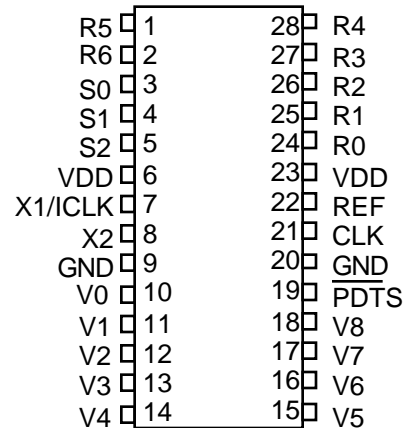 R5 1 28 R4
R6 2 27 R3
S0 3 26 R2
S1 4 25 R1
S2 5 24 R0
VDD 6 23 VDD
X1/ICLK 7 22 REF
X2 8 21 CLK
GND 9 20 GND
V0 10 19 PDTS
V1 11 18 V8
V2 12 17 V7
V3 13 16 V6
V4 14 15 V5